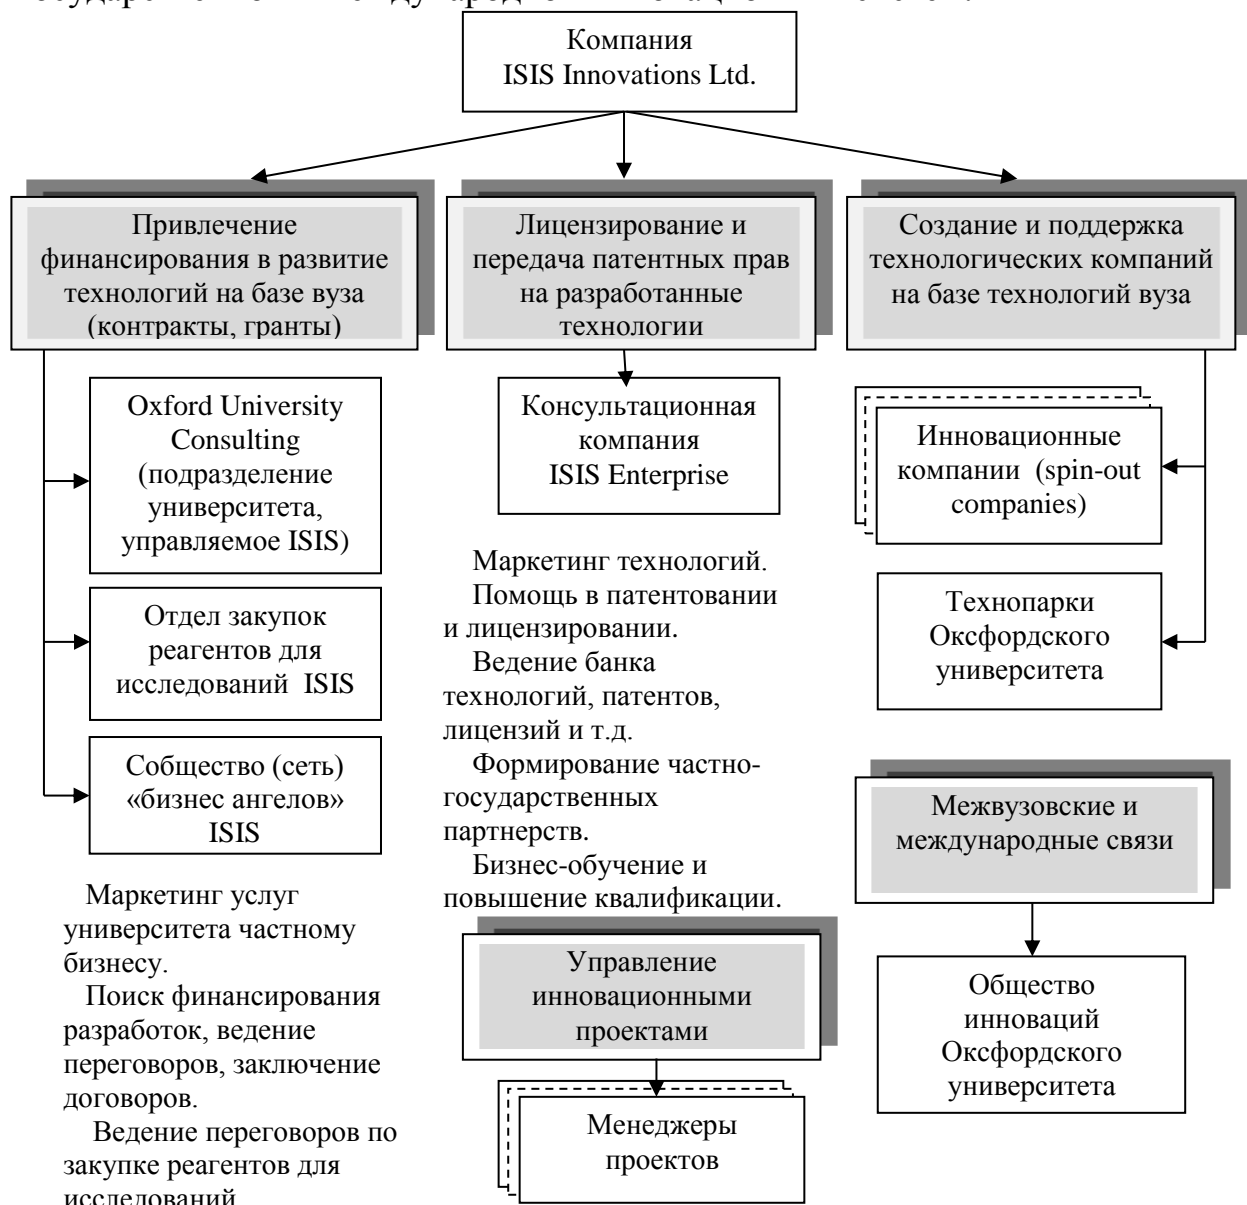 Компания
ISIS Innovations Ltd.
Привлечение
финансирования в развитие
технологий на базе вуза
(контракты, гранты)
Лицензирование и
передача патентных прав
на разработанные
технологии
Создание и поддержка
технологических компаний
на базе технологий вуза
Oxford University
Consulting
(подразделение
университета,
управляемое ISIS)
Отдел закупок
реагентов для
исследований ISIS
Собщество (сеть)
«бизнес ангелов»
ISIS
Маркетинг услуг
университета частному
бизнесу.
Поиск финансирования
разработок, ведение
переговоров, заключение
договоров.
Ведение переговоров по
закупке реагентов для
исследований
Консультационная
компания
ISIS Enterprise
Маркетинг технологий.
Помощь в патентовании
и лицензировании.
Ведение банка
технологий, патентов,
лицензий и т.д.
Формирование частно-
государственных
партнерств.
Бизнес-обучение и
повышение квалификации.
Управление
инновационными
проектами
Менеджеры
проектов
Инновационные
компании (spin-out
companies)
Технопарки
Оксфордского
университета
Межвузовские и
международные связи
Общество
инноваций
Оксфордского
университета